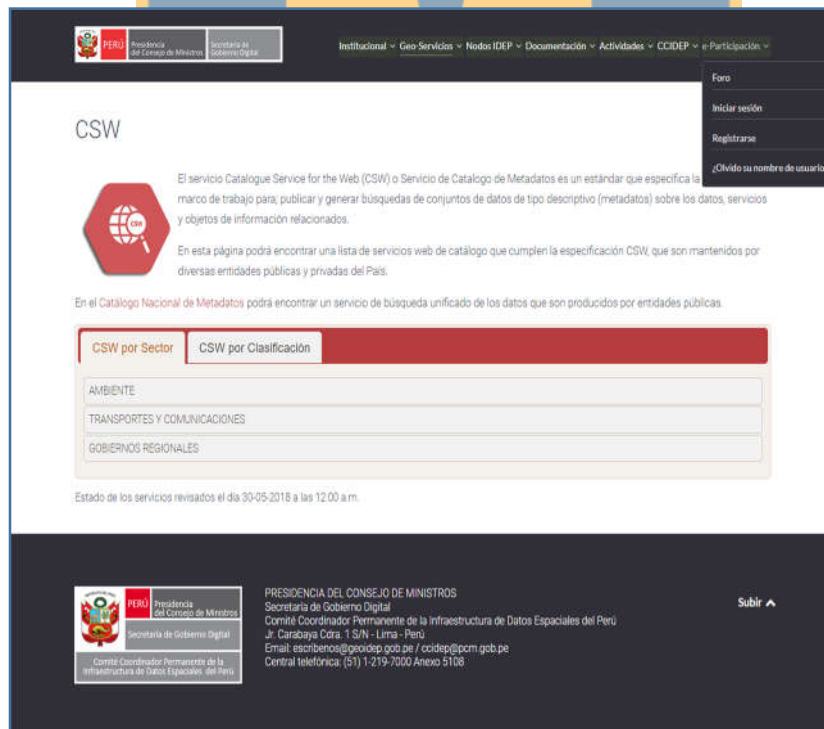 PERÚ
Presidencia
del Consejo de Ministros
Secretaría de
Gobierno Digital
Institucional Geo-Servicios Nodos IDEP Documentación Actividades CCIDEP e-Participación
Foro
Iniciar sesión
Registrarse
¿Olvido su nombre de usuario
CSW
El servicio Catalogue Service for the Web (CSW) o Servicio de Catalogo de Metadatos es un estándar que especifica la
marco de trabajo para; publicar y generar búsquedas de conjuntos de datos de tipo descriptivo (metadatos) sobre los datos, servicios
y objetos de información relacionados.
CSW
En esta página podrá encontrar una lista de servicios web de catálogo que cumplen la especificación CSW, que son mantenidos por
diversas entidades públicas y privadas del País.
En el Catálogo Nacional de Metadatos podrá encontrar un servicio de búsqueda unificado de los datos que son producidos por entidades públicas.
CSW por Sector CSW por Clasificación
AMBIENTE
TRANSPORTES Y COMUNICACIONES
GOBIERNOS REGIONALES
Estado de los servicios revisados el día 30-05-2018 a las 12:00 a.m.
PERÚ
Presidencia
del Consejo de Ministros
Secretaría de Gobierno Digital
Comité Coordinador Permanente de la
Infraestructura de Datos Espaciales del Perú
PRESIDENCIA DEL CONSEJO DE MINISTROS
Secretaría de Gobierno Digital
Comité Coordinador Permanente de la Infraestructura de Datos Espaciales del Perú
Jr. Carabaya Cdra. 1 S/N - Lima - Perú
Email: escribenos@geoidep.gob.pe / ccidep@pcm.gob.pe
Central telefónica: (51) 1-219-7000 Anexo 5108
Subir